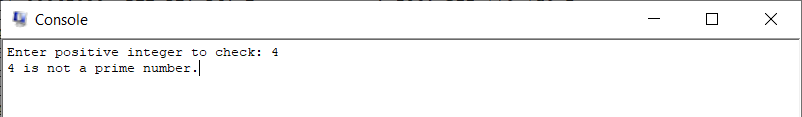 Console
Enter positive integer to check: 4
4 is not a prime number.